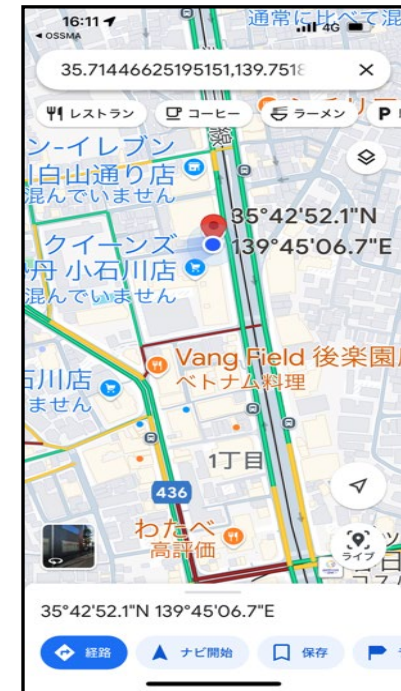 16:11
◀ OSSMA
通常に比べて混
4G
35.71446625195151,139.7518
レストラン
コーヒー
ラーメン
P
ン-イレブン
白山通り店
混んでいません
線
35°42'52.1"N
139°45'06.7"E
クイーンズ
丹 小石川店
混んでいません
Vang Field 後楽園
ベトナム料理
石川店
ません
1丁目
436
わたべ
高評価
ライブ
35°42'52.1"N 139°45'06.7"E
経路
ナビ開始
保存